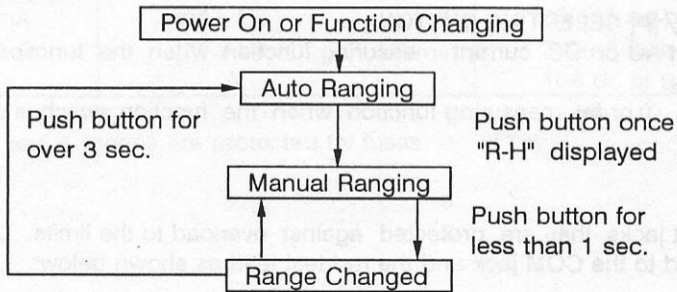 Power On or Function Changing
Auto Ranging
Push button for
over 3 sec.
Push button once
"R-H" displayed
Manual Ranging
Push button for
less than 1 sec.
Range Changed